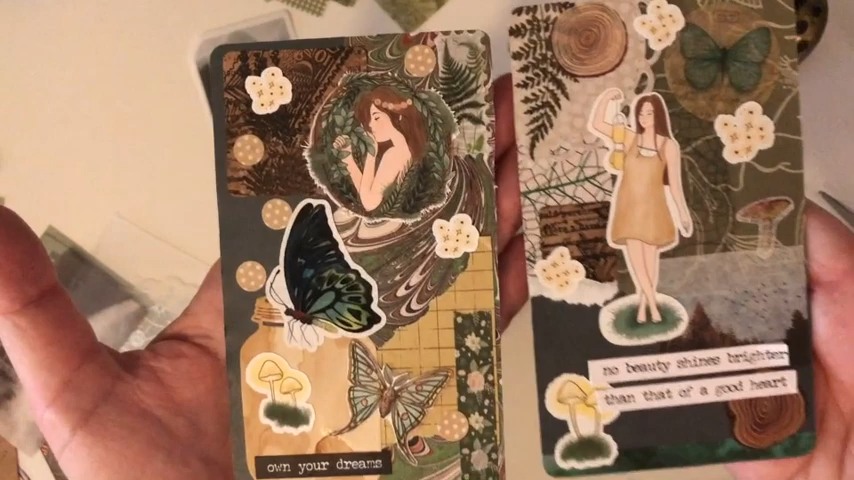 own your dreams
no beauty shines brighter
than that of a good heart